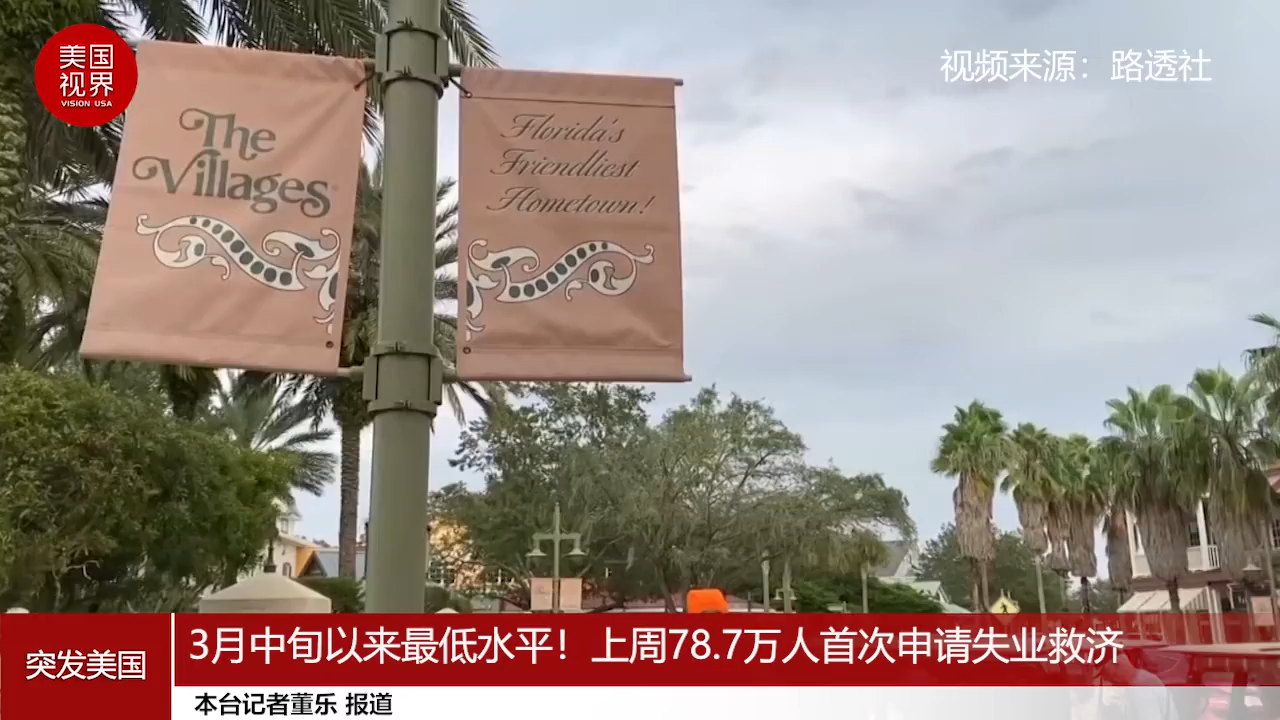 美国
视界
VISION USA
视频来源：路透社
The
Villages
Florida's
Friendliest
Hometown!
突发美国
3月中旬以来最低水平！上周78.7万人首次申请失业救济
本台记者董乐 报道